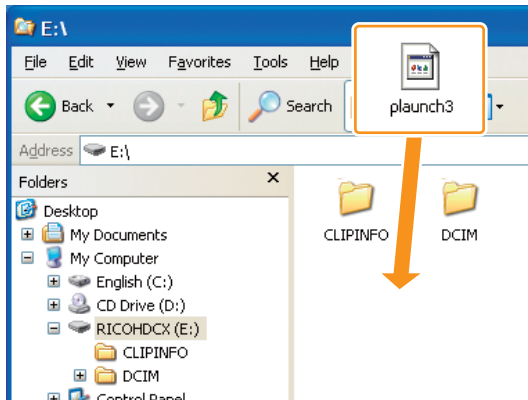 E:\
File Edit View Favorites Tools Help
plaunch3
Back Search
Address E:\
Folders
Desktop
My Documents
My Computer
English (C:)
CD Drive (D:)
RICOHDCX (E:)
CLIPINFO
DCIM
Control Panel
CLIPINFO DCIM